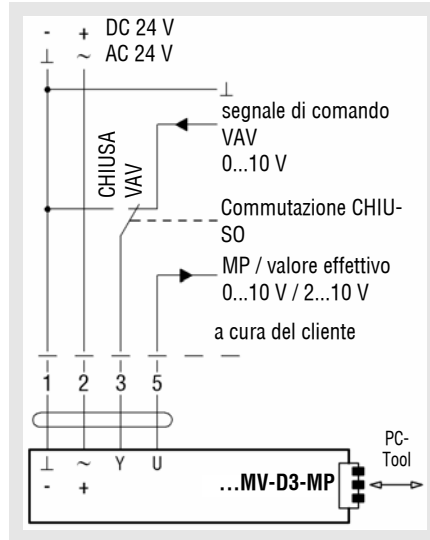 - + DC 24 V
⊥ ~ AC 24 V
⊥
segnale di comando
VAV
0...10 V
CHIUSA
VAV
Commutazione CHIU-
SO
MP / valore effettivo
0...10 V / 2...10 V
a cura del cliente
1 2 3 5
⊥ ~ Y U
- +
...MV-D3-MP
PC-
Tool